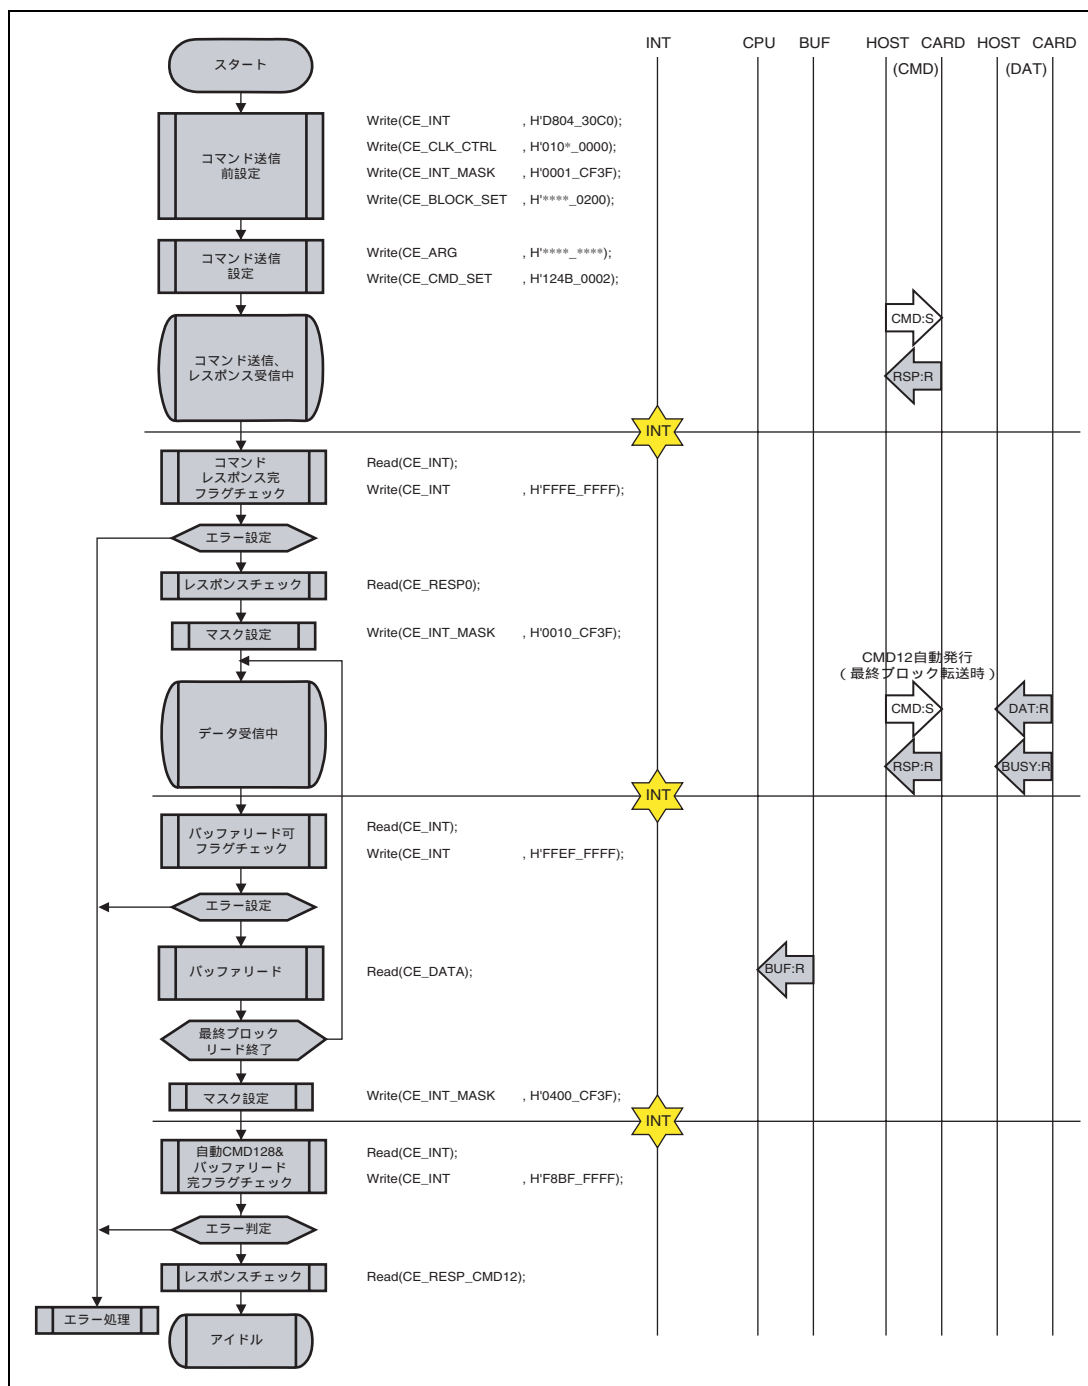 INT CPU BUF HOST CARD HOST CARD
(CMD) (DAT)
スタート
コマンド送信
前設定
Write(CE_INT , H'D804_30C0);
Write(CE_CLK_CTRL , H'010*_0000);
Write(CE_INT_MASK , H'0001_CF3F);
Write(CE_BLOCK_SET , H'****_0200);
コマンド送信
設定
Write(CE_ARG , H'****_****);
Write(CE_CMD_SET , H'124B_0002);
CMD:S
コマンド送信、
レスポンス受信中
RSP:R
INT
コマンド
レスポンス完
フラグチェック
Read(CE_INT);
Write(CE_INT , H'FFFE_FFFF);
エラー設定
レスポンスチェック
Read(CE_RESP0);
マスク設定
Write(CE_INT_MASK , H'0010_CF3F);
CMD12自動発行
(最終ブロック転送時)
CMD:S
DAT:R
データ受信中
RSP:R
BUSY:R
INT
バッファリード可
フラグチェック
Read(CE_INT);
Write(CE_INT , H'FFEF_FFFF);
エラー設定
バッファリード
Read(CE_DATA);
BUF:R
最終ブロック
リード終了
マスク設定
Write(CE_INT_MASK , H'0400_CF3F);
INT
自動CMD128&
バッファリード
完フラグチェック
Read(CE_INT);
Write(CE_INT , H'F8BF_FFFF);
エラー判定
レスポンスチェック
Read(CE_RESP_CMD12);
エラー処理
アイドル